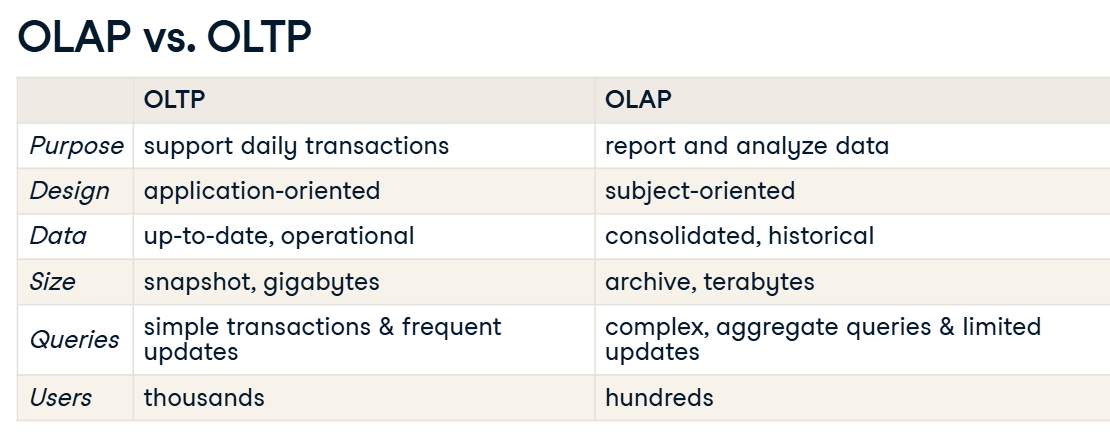 OLAP vs. OLTP
OLTP OLAP
Purpose support daily transactions report and analyze data
Design application-oriented subject-oriented
Data up-to-date, operational consolidated, historical
Size snapshot, gigabytes archive, terabytes
Queries simple transactions & frequent updates complex, aggregate queries & limited updates
Users thousands hundreds